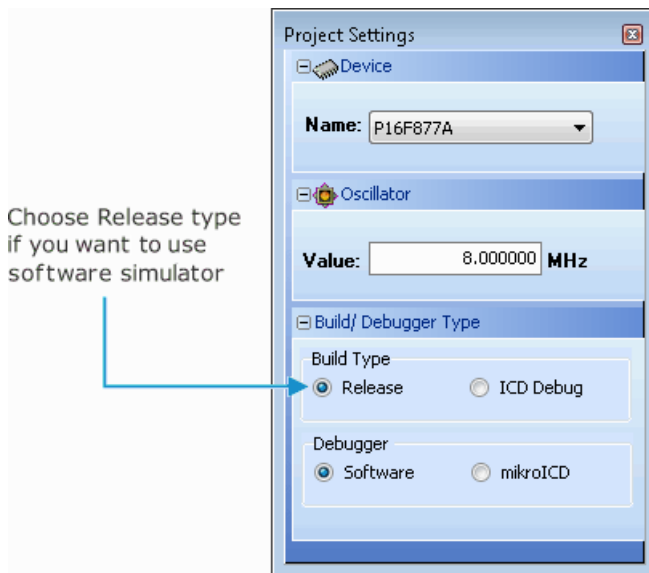 Project Settings
Device
Name: P16F877A
Oscillator
Choose Release type
if you want to use
software simulator
Value: 8.000000 MHz
Build/ Debugger Type
Build Type
Release ICD Debug
Debugger
Software mikroICD